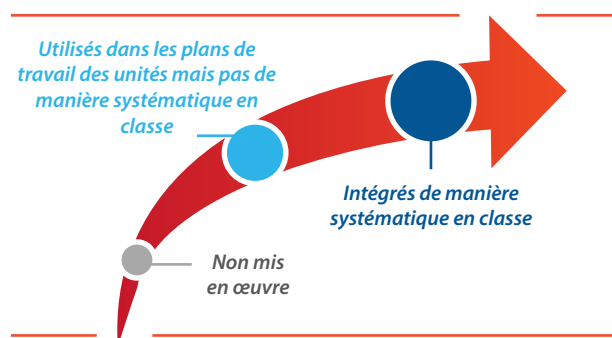 Utilisés dans les plans de
travail des unités mais pas de
manière systématique en
classe
Intégrés de manière
systématique en classe
Non mis
en œuvre